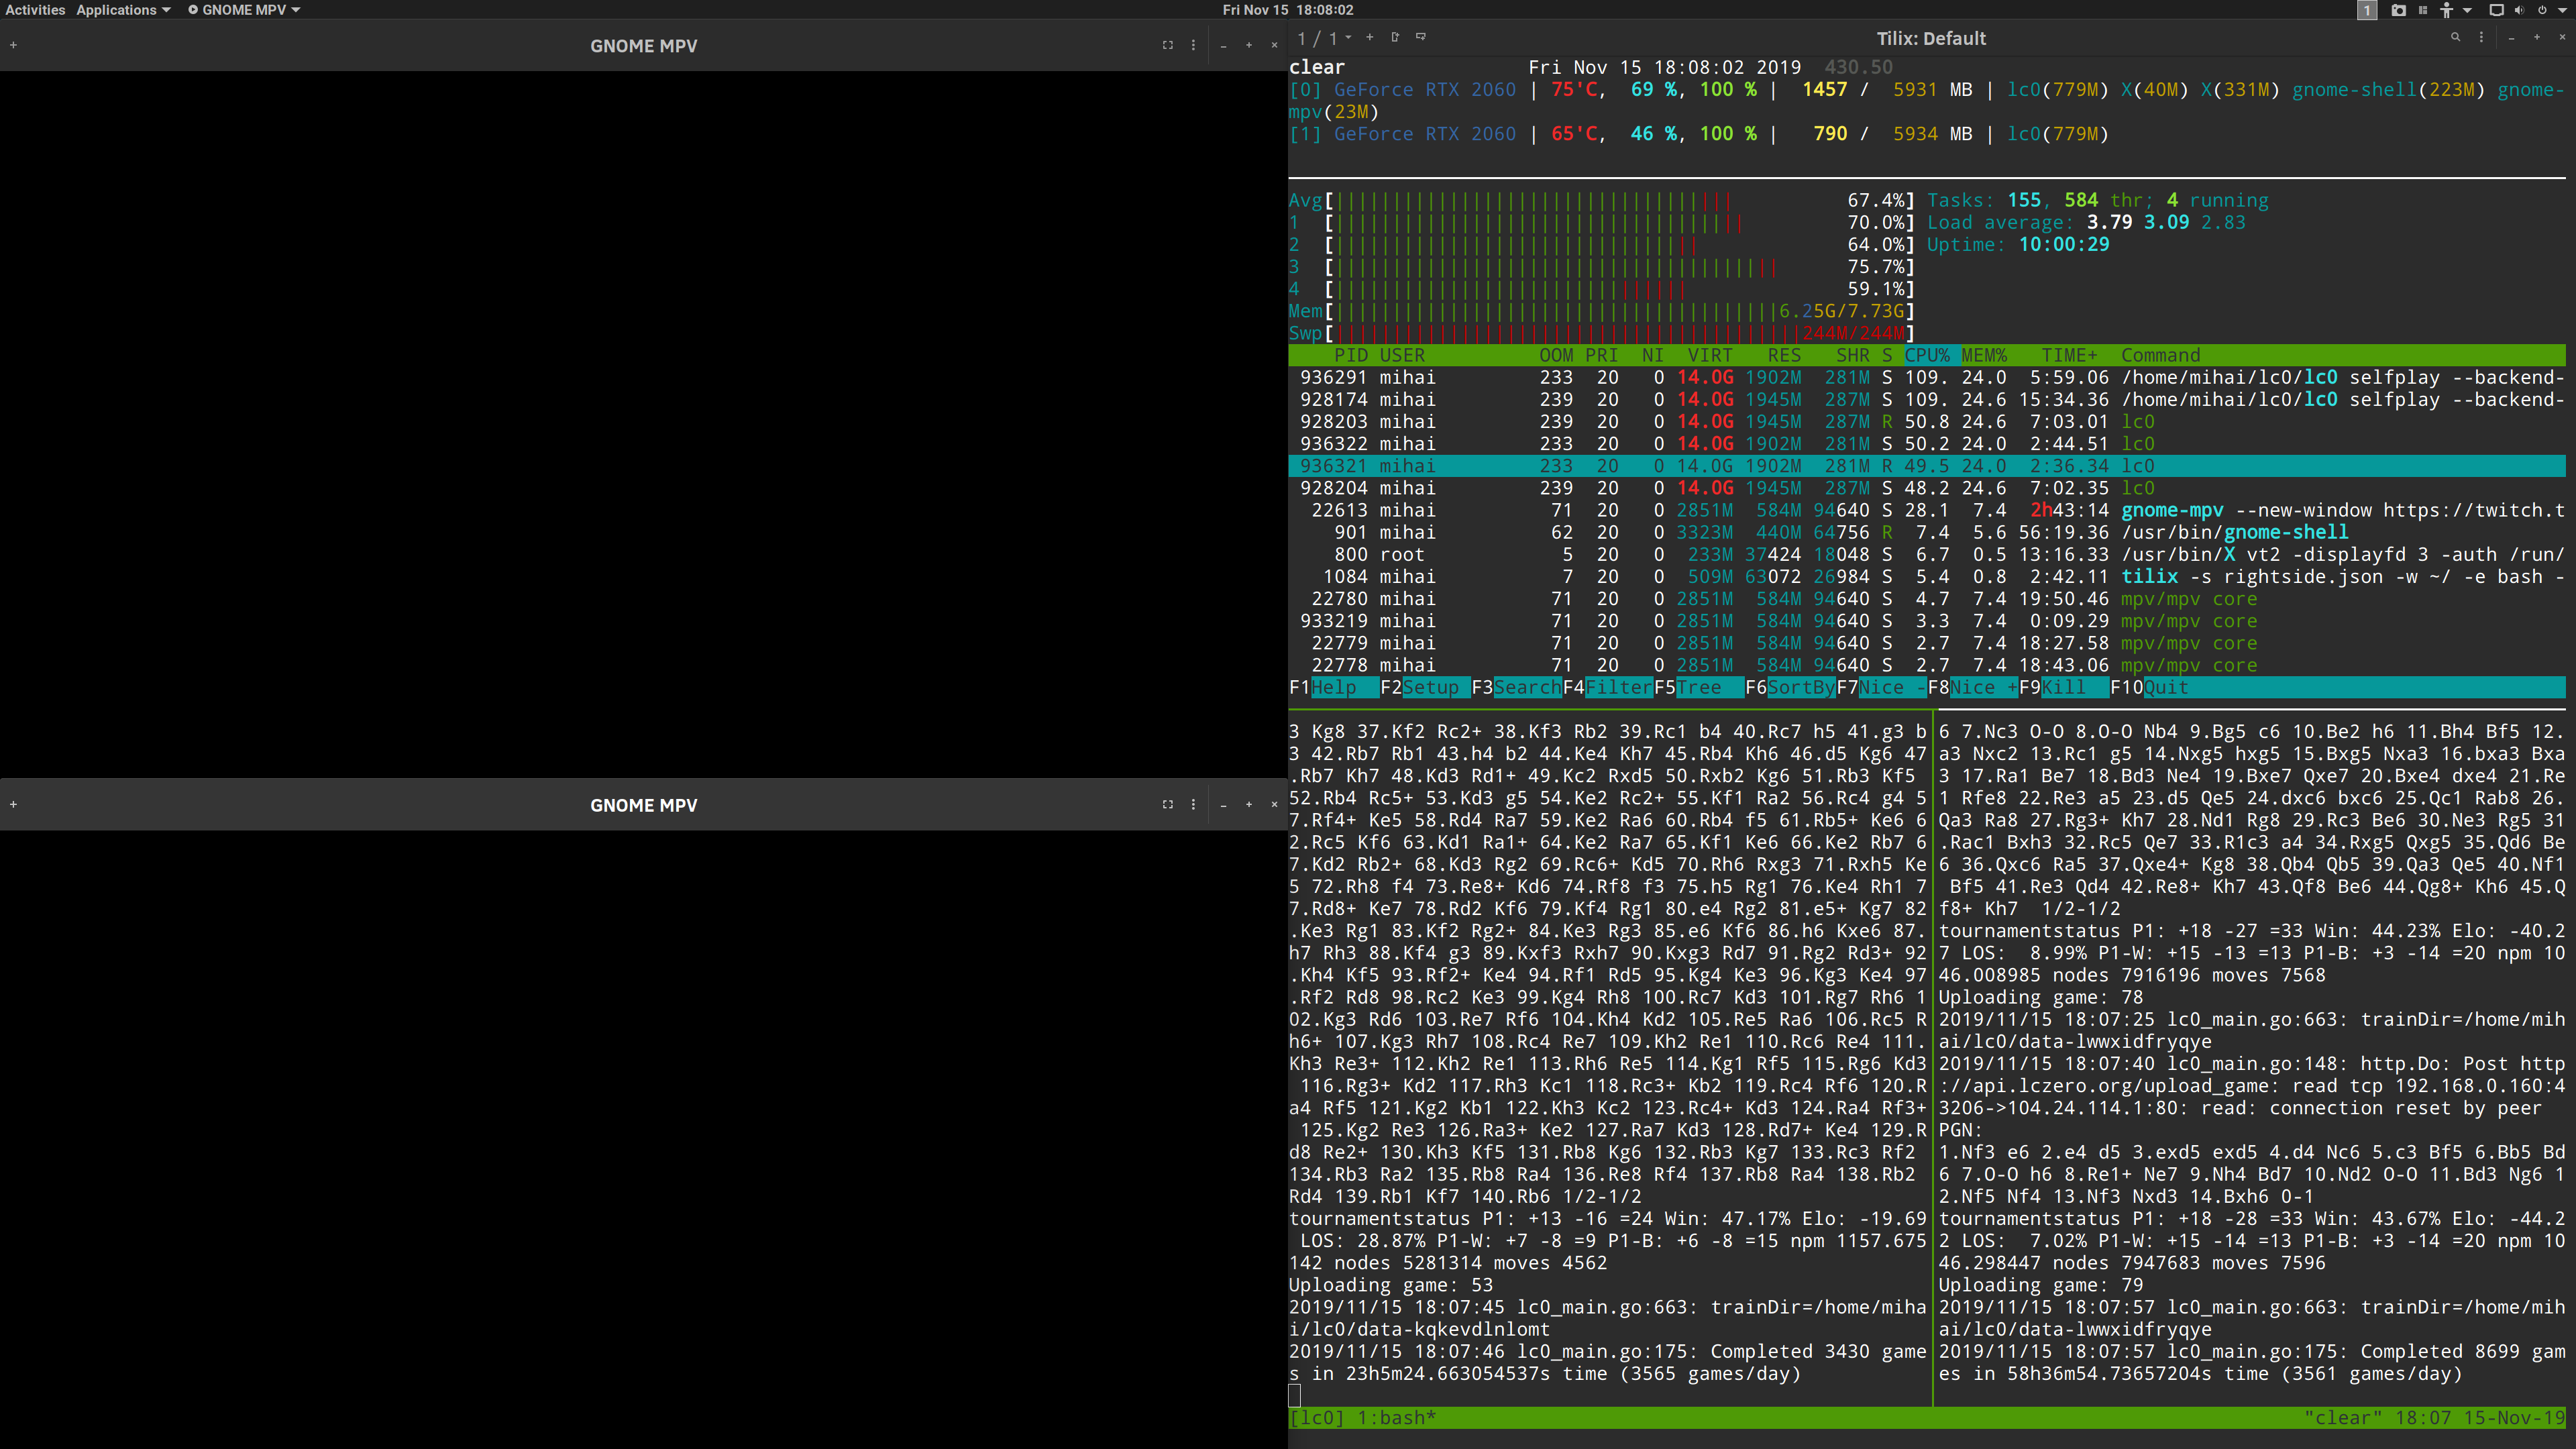 Activities Applications GNOME MPV Fri Nov 15 18:08:02 1
GNOME MPV
GNOME MPV
1 / 1 Tilix: Default
clear Fri Nov 15 18:08:02 2019 430.50
[0] GeForce RTX 2060 | 75'C, 69 %, 100 % | 1457 / 5931 MB | lc0(779M) X(40M) X(331M) gnome-shell(223M) gnome-
mpv(23M)
[1] GeForce RTX 2060 | 65'C, 46 %, 100 % | 790 / 5934 MB | lc0(779M)
Avg[ 67.4%] Tasks: 155, 584 thr; 4 running
1 [ 70.0%] Load average: 3.79 3.09 2.83
2 [ 64.0%] Uptime: 10:00:29
3 [ 75.7%]
4 [ 59.1%]
Mem[ 6.25G/7.73G]
Swp[ 244M/244M]
PID USER OOM PRI NI VIRT RES SHR S CPU% MEM% TIME+ Command
936291 mihai 233 20 0 14.0G 1902M 281M S 109. 24.0 5:59.06 /home/mihai/lc0/lc0 selfplay --backend-
928174 mihai 239 20 0 14.0G 1945M 287M S 109. 24.6 15:34.36 /home/mihai/lc0/lc0 selfplay --backend-
928203 mihai 239 20 0 14.0G 1945M 287M R 50.8 24.6 7:03.01 lc0
936322 mihai 233 20 0 14.0G 1902M 281M S 50.2 24.0 2:44.51 lc0
936321 mihai 233 20 0 14.0G 1902M 281M R 49.5 24.0 2:36.34 lc0
928204 mihai 239 20 0 14.0G 1945M 287M S 48.2 24.6 7:02.35 lc0
22613 mihai 71 20 0 2851M 584M 94640 S 28.1 7.4 2h43:14 gnome-mpv --new-window https://twitch.t
901 mihai 62 20 0 3323M 440M 64756 R 7.4 5.6 56:19.36 /usr/bin/gnome-shell
800 root 5 20 0 233M 37424 18048 S 6.7 0.5 13:16.33 /usr/bin/X vt2 -displayfd 3 -auth /run/
1084 mihai 7 20 0 509M 63072 26984 S 5.4 0.8 2:42.11 tilix -s rightside.json -w ~/ -e bash -
22780 mihai 71 20 0 2851M 584M 94640 S 4.7 7.4 19:50.46 mpv/mpv core
933219 mihai 71 20 0 2851M 584M 94640 S 3.3 7.4 0:09.29 mpv/mpv core
22779 mihai 71 20 0 2851M 584M 94640 S 2.7 7.4 18:27.58 mpv/mpv core
22778 mihai 71 20 0 2851M 584M 94640 S 2.7 7.4 18:43.06 mpv/mpv core
F1Help F2Setup F3SearchF4FilterF5Tree F6SortByF7Nice -F8Nice +F9Kill F10Quit
3 Kg8 37.Kf2 Rc2+ 38.Kf3 Rb2 39.Rc1 b4 40.Rc7 h5 41.g3 b
3 42.Rb7 Rb1 43.h4 b2 44.Ke4 Kh7 45.Rb4 Kh6 46.d5 Kg6 47
.Rb7 Kh7 48.Kd3 Rd1+ 49.Kc2 Rxd5 50.Rxb2 Kg6 51.Rb3 Kf5
52.Rb4 Rc5+ 53.Kd3 g5 54.Ke2 Rc2+ 55.Kf1 Ra2 56.Rc4 g4 5
7.Rf4+ Ke5 58.Rd4 Ra7 59.Ke2 Ra6 60.Rb4 f5 61.Rb5+ Ke6 6
2.Rc5 Kf6 63.Kd1 Ra1+ 64.Ke2 Ra7 65.Kf1 Ke6 66.Ke2 Rb7 6
7.Kd2 Rb2+ 68.Kd3 Rg2 69.Rc6+ Kd5 70.Rh6 Rxg3 71.Rxh5 Ke
5 72.Rh8 f4 73.Re8+ Kd6 74.Rf8 f3 75.h5 Rg1 76.Ke4 Rh1 7
7.Rd8+ Ke7 78.Rd2 Kf6 79.Kf4 Rg1 80.e4 Rg2 81.e5+ Kg7 82
.Ke3 Rg1 83.Kf2 Rg2+ 84.Ke3 Rg3 85.e6 Kf6 86.h6 Kxe6 87.
h7 Rh3 88.Kf4 g3 89.Kxf3 Rxh7 90.Kxg3 Rd7 91.Rg2 Rd3+ 92
.Kh4 Kf5 93.Rf2+ Ke4 94.Rf1 Rd5 95.Kg4 Ke3 96.Kg3 Ke4 97
.Rf2 Rd8 98.Rc2 Ke3 99.Kg4 Rh8 100.Rc7 Kd3 101.Rg7 Rh6 1
02.Kg3 Rd6 103.Re7 Rf6 104.Kh4 Kd2 105.Re5 Ra6 106.Rc5 R
h6+ 107.Kg3 Rh7 108.Rc4 Re7 109.Kh2 Re1 110.Rc6 Re4 111.
Kh3 Re3+ 112.Kh2 Re1 113.Rh6 Re5 114.Kg1 Rf5 115.Rg6 Kd3
116.Rg3+ Kd2 117.Rh3 Kc1 118.Rc3+ Kb2 119.Rc4 Rf6 120.R
a4 Rf5 121.Kg2 Kb1 122.Kh3 Kc2 123.Rc4+ Kd3 124.Ra4 Rf3+
125.Kg2 Re3 126.Ra3+ Ke2 127.Ra7 Kd3 128.Rd7+ Ke4 129.R
d8 Re2+ 130.Kh3 Kf5 131.Rb8 Kg6 132.Rb3 Kg7 133.Rc3 Rf2
134.Rb3 Ra2 135.Rb8 Ra4 136.Re8 Rf4 137.Rb8 Ra4 138.Rb2
Rd4 139.Rb1 Kf7 140.Rb6 1/2-1/2
tournamentstatus P1: +13 -16 =24 Win: 47.17% Elo: -19.69
LOS: 28.87% P1-W: +7 -8 =9 P1-B: +6 -8 =15 npm 1157.675
142 nodes 5281314 moves 4562
Uploading game: 53
2019/11/15 18:07:45 lc0_main.go:663: trainDir=/home/miha
i/lc0/data-kqkevdlnlomt
2019/11/15 18:07:46 lc0_main.go:175: Completed 3430 game
s in 23h5m24.663054537s time (3565 games/day)
6 7.Nc3 O-O 8.O-O Nb4 9.Bg5 c6 10.Be2 h6 11.Bh4 Bf5 12.
a3 Nxc2 13.Rc1 g5 14.Nxg5 hxg5 15.Bxg5 Nxa3 16.bxa3 Bxa
3 17.Ra1 Be7 18.Bd3 Ne4 19.Bxe7 Qxe7 20.Bxe4 dxe4 21.Re
1 Rfe8 22.Re3 a5 23.d5 Qe5 24.dxc6 bxc6 25.Qc1 Rab8 26.
Qa3 Ra8 27.Rg3+ Kh7 28.Nd1 Rg8 29.Rc3 Be6 30.Ne3 Rg5 31
.Rac1 Bxh3 32.Rc5 Qe7 33.R1c3 a4 34.Rxg5 Qxg5 35.Qd6 Be
6 36.Qxc6 Ra5 37.Qxe4+ Kg8 38.Qb4 Qb5 39.Qa3 Qe5 40.Nf1
Bf5 41.Re3 Qd4 42.Re8+ Kh7 43.Qf8 Be6 44.Qg8+ Kh6 45.Q
f8+ Kh7 1/2-1/2
tournamentstatus P1: +18 -27 =33 Win: 44.23% Elo: -40.2
7 LOS: 8.99% P1-W: +15 -13 =13 P1-B: +3 -14 =20 npm 10
46.008985 nodes 7916196 moves 7568
Uploading game: 78
2019/11/15 18:07:25 lc0_main.go:663: trainDir=/home/mih
ai/lc0/data-lwwxidfryqye
2019/11/15 18:07:40 lc0_main.go:148: http.Do: Post http
://api.lczero.org/upload_game: read tcp 192.168.0.160:4
3206->104.24.114.1:80: read: connection reset by peer
PGN:
1.Nf3 e6 2.e4 d5 3.exd5 exd5 4.d4 Nc6 5.c3 Bf5 6.Bb5 Bd
6 7.O-O h6 8.Re1+ Ne7 9.Nh4 Bd7 10.Nd2 O-O 11.Bd3 Ng6 1
2.Nf5 Nf4 13.Nf3 Nxd3 14.Bxh6 0-1
tournamentstatus P1: +18 -28 =33 Win: 43.67% Elo: -44.2
2 LOS: 7.02% P1-W: +15 -14 =13 P1-B: +3 -14 =20 npm 10
46.298447 nodes 7947683 moves 7596
Uploading game: 79
2019/11/15 18:07:57 lc0_main.go:663: trainDir=/home/mih
ai/lc0/data-lwwxidfryqye
2019/11/15 18:07:57 lc0_main.go:175: Completed 8699 gam
es in 58h36m54.73657204s time (3561 games/day)
[lc0] 1:bash* "clear" 18:07 15-Nov-19